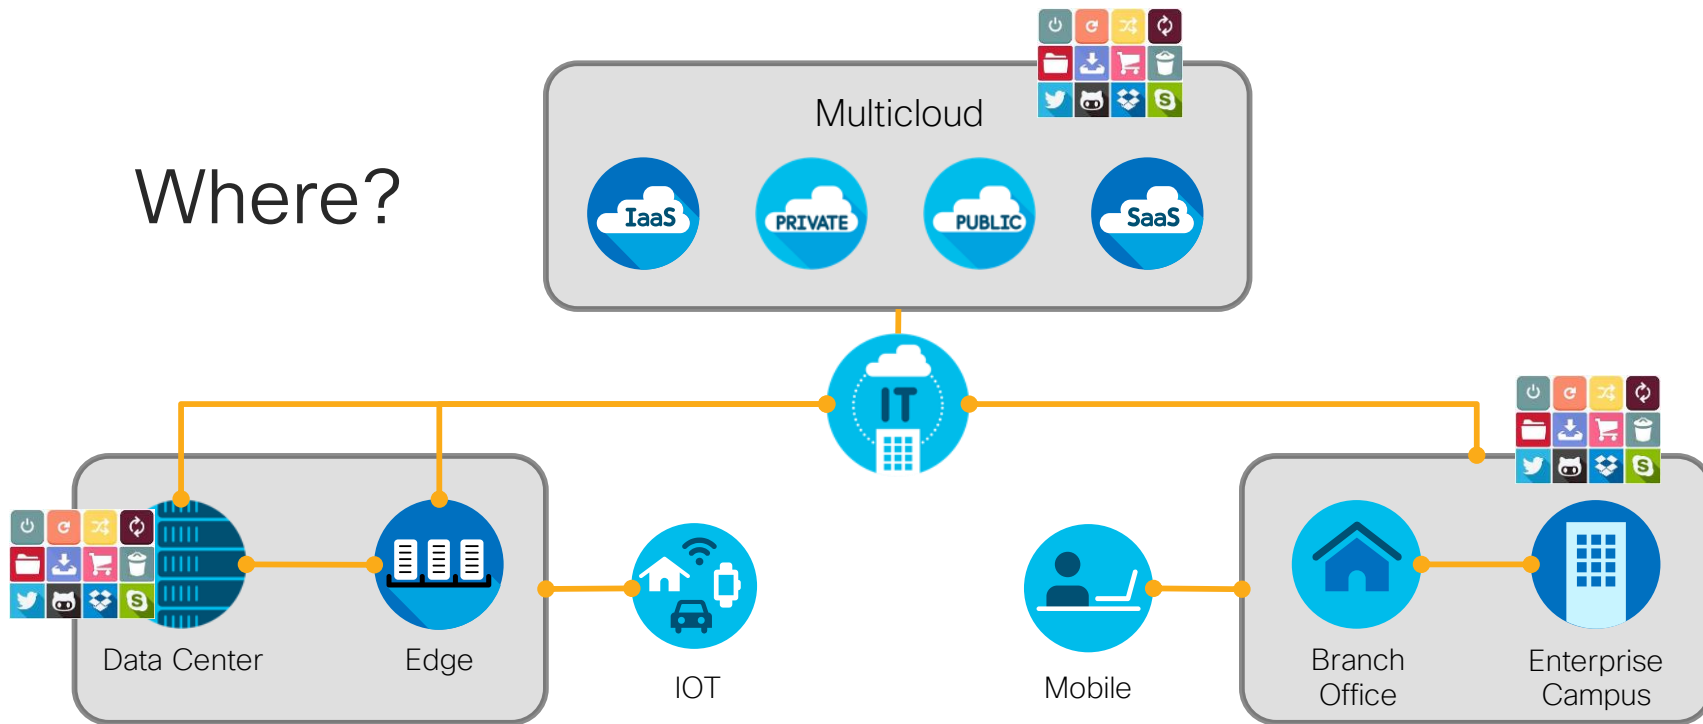 Multicloud
Where?
IaaS
PRIVATE
PUBLIC
SaaS
IT
Data Center
Edge
IOT
Mobile
Branch
Office
Enterprise
Campus